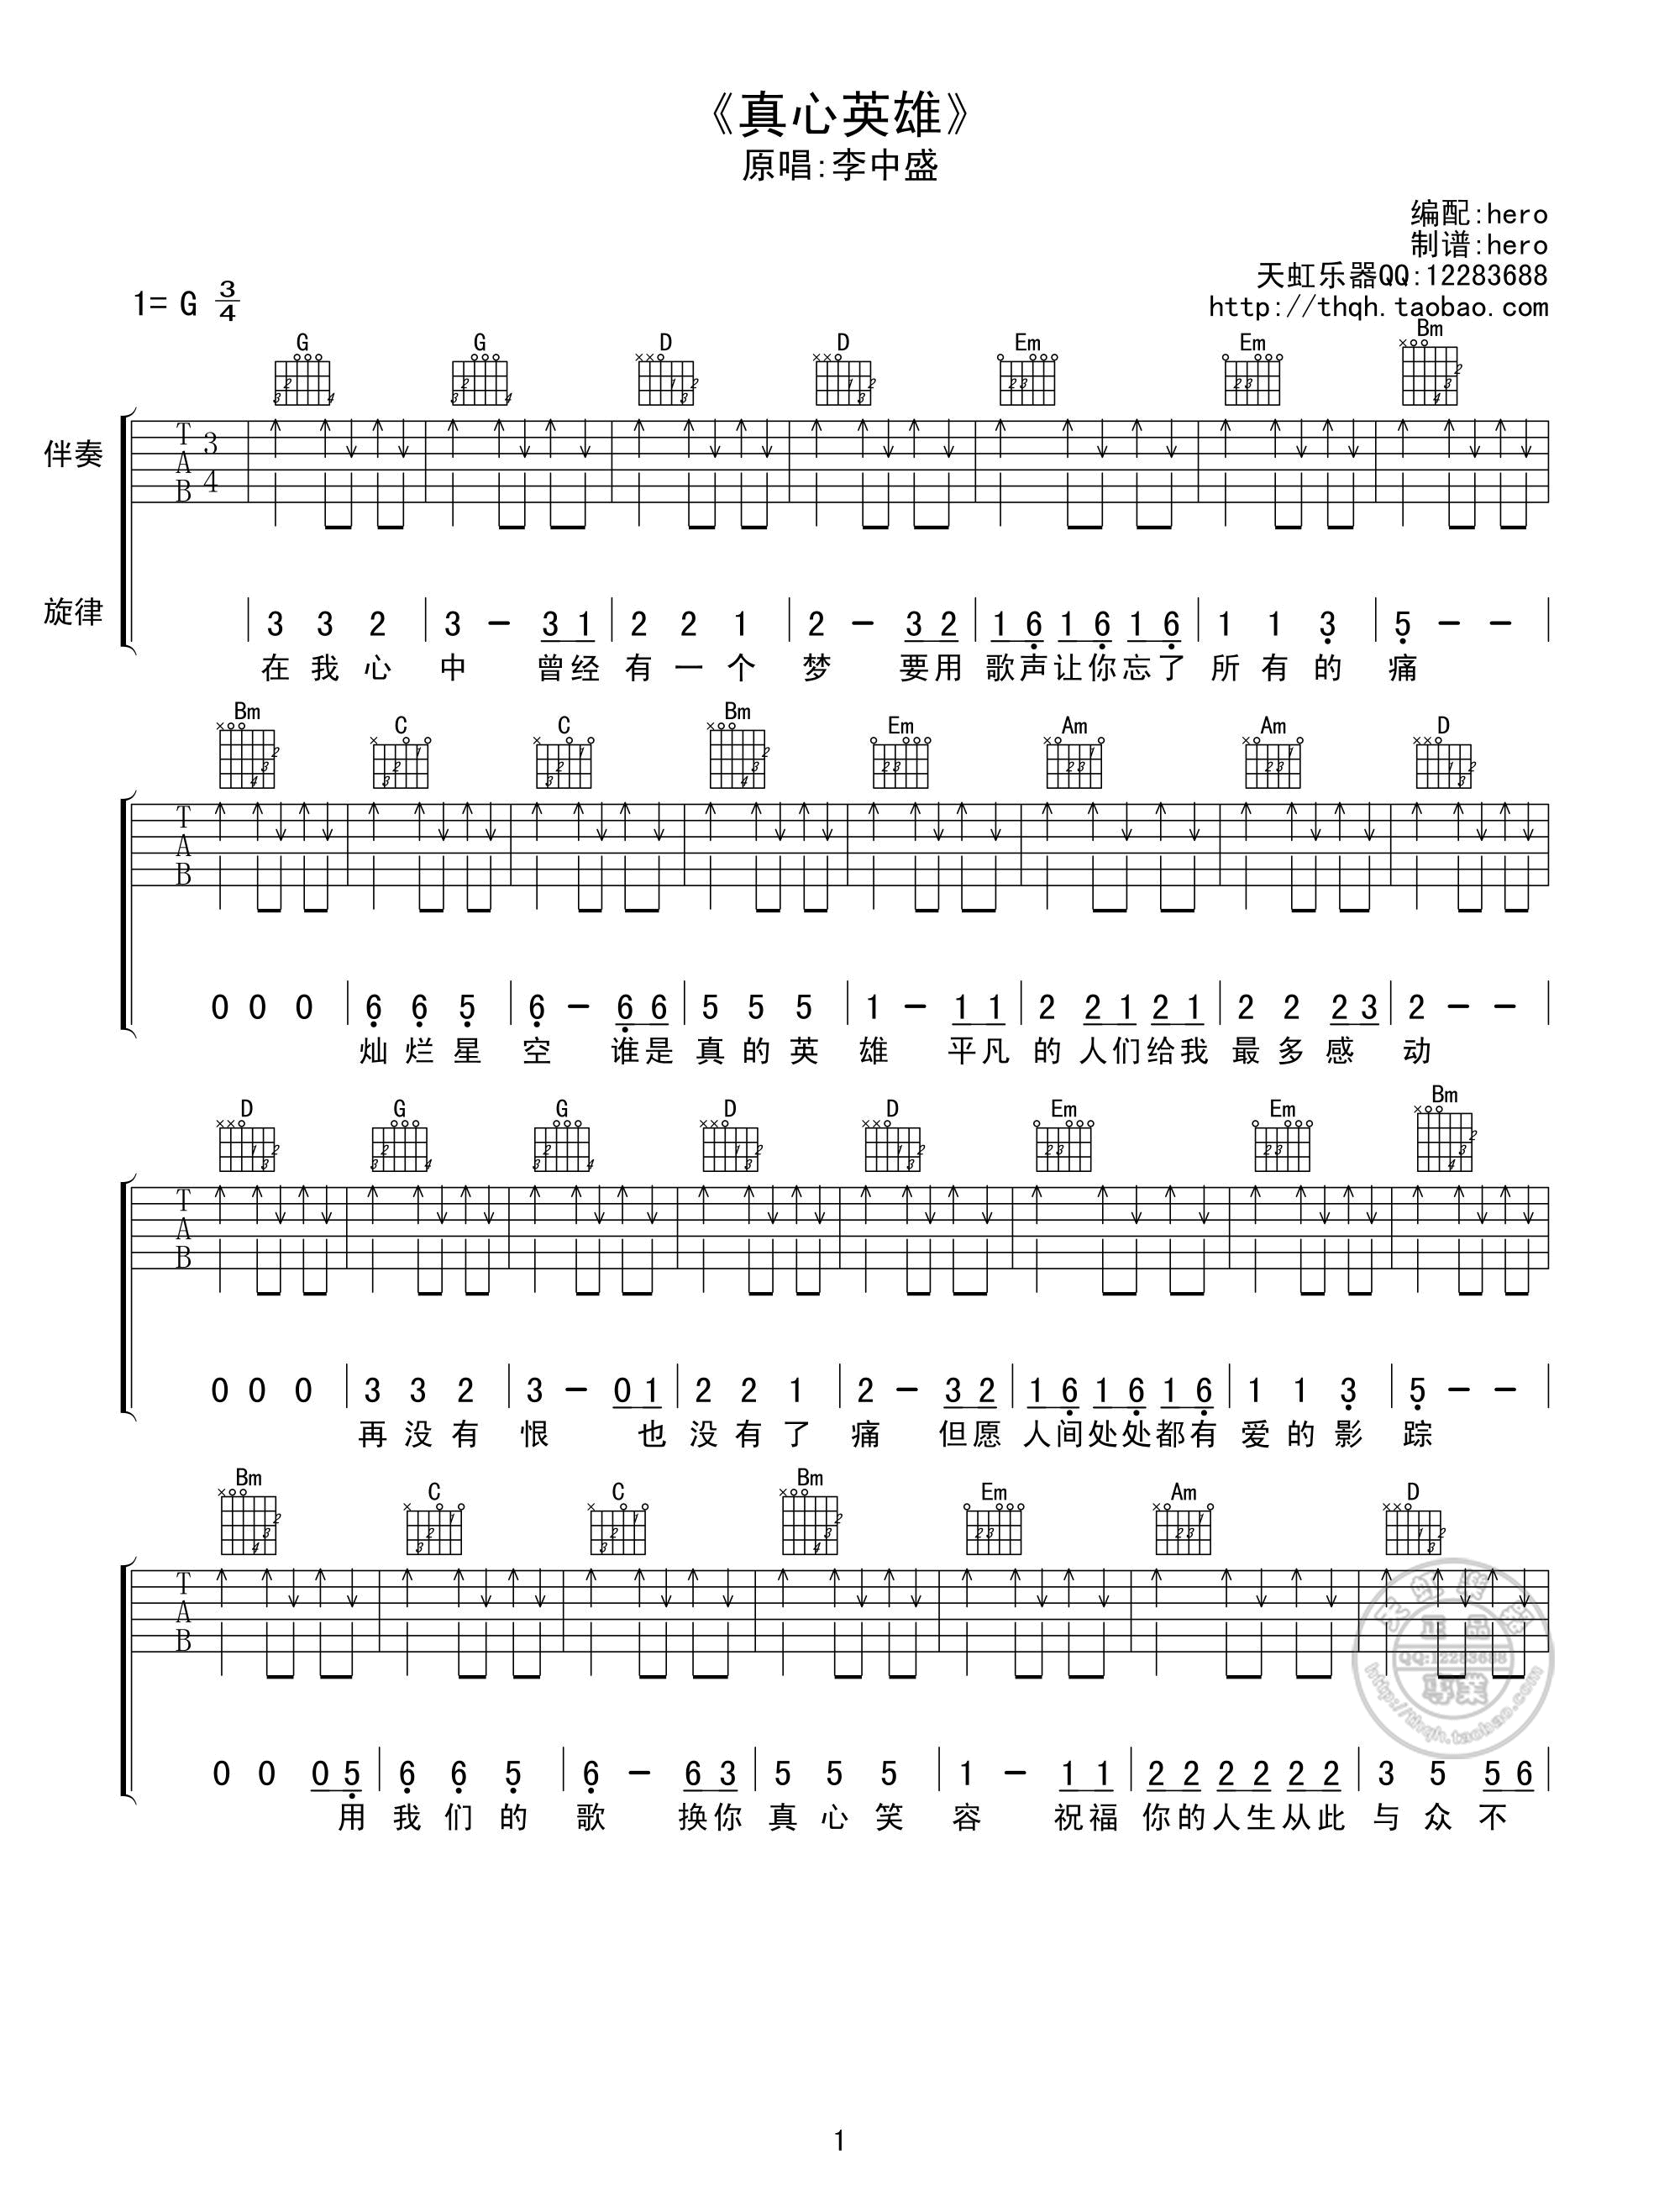 《真心英雄》
原唱:李中盛
编配:hero
制谱:hero
天虹乐器QQ:12283688
http://thqh.taobao.com
1= G 3/4
G G D D Em Em Bm
伴奏 T A B 3 4
旋律 3 3 2 3 - 3 1 2 2 1 2 - 3 2 1 6 1 6 1 6 1 1 3 5 - -
在我心中 曾经有一个梦 要用歌声让你忘了所有的痛
Bm C C Bm Em Am Am D
T A B
0 0 0 6 6 5 6 - 6 6 5 5 5 1 - 1 1 2 2 1 2 1 2 2 2 3 2 - -
灿烂星空 谁是真的英雄 平凡的人们给我最多感动
D G G D D Em Em Bm
T A B
0 0 0 3 3 2 3 - 0 1 2 2 1 2 - 3 2 1 6 1 6 1 6 1 1 3 5 - -
再没有恨 也没有了痛 但愿人间处处都有爱的影踪
Bm C C Bm Em Am D
T A B
0 0 0 5 6 6 5 6 - 6 3 5 5 5 1 - 1 1 2 2 2 2 2 2 3 5 5 6
用我们的歌 换你真心笑容 祝福你的人生从此与众不
天虹乐器
正品
QQ:12283688
专业
http://thqh.taobao.com
1